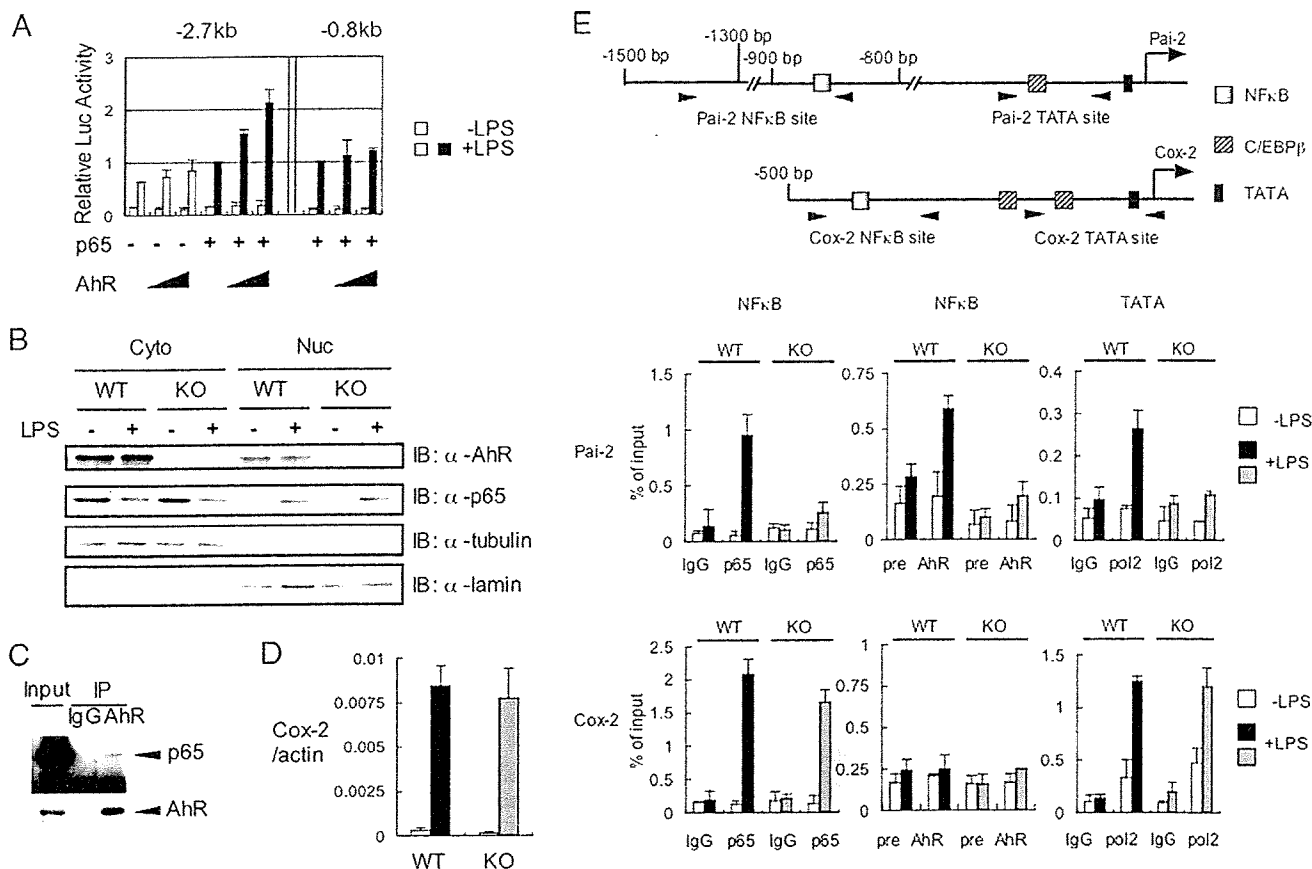 A
-2.7kb -0.8kb
Relative Luc Activity
3
2
1
0
-LPS
+LPS
p65 - - - + + + + + +
AhR
B
Cyto Nuc
WT KO WT KO
LPS - + - + - + - +
IB: α-AhR
IB: α-p65
IB: α-tubulin
IB: α-lamin
C
Input IP
IgG AhR
p65
AhR
D
Cox-2
/actin
0.01
0.0075
0.005
0.0025
0
WT KO
E
-1500 bp -1300 bp -900 bp -800 bp Pai-2
Pai-2 NFκB site Pai-2 TATA site
-500 bp Cox-2
Cox-2 NFκB site Cox-2 TATA site
NFκB
C/EBPβ
TATA
NFκB NFκB TATA
Pai-2
WT KO
% of input
1.5
1
0.5
0
IgG p65 IgG p65
WT KO
0.75
0.5
0.25
0
pre AhR pre AhR
WT KO
0.4
0.3
0.2
0.1
0
IgG pol2 IgG pol2
-LPS
+LPS
Cox-2
WT KO
% of input
2.5
2
1.5
1
0.5
0
IgG p65 IgG p65
WT KO
1
0.75
0.5
0.25
0
pre AhR pre AhR
WT KO
1.5
1
0.5
0
IgG pol2 IgG pol2
-LPS
+LPS